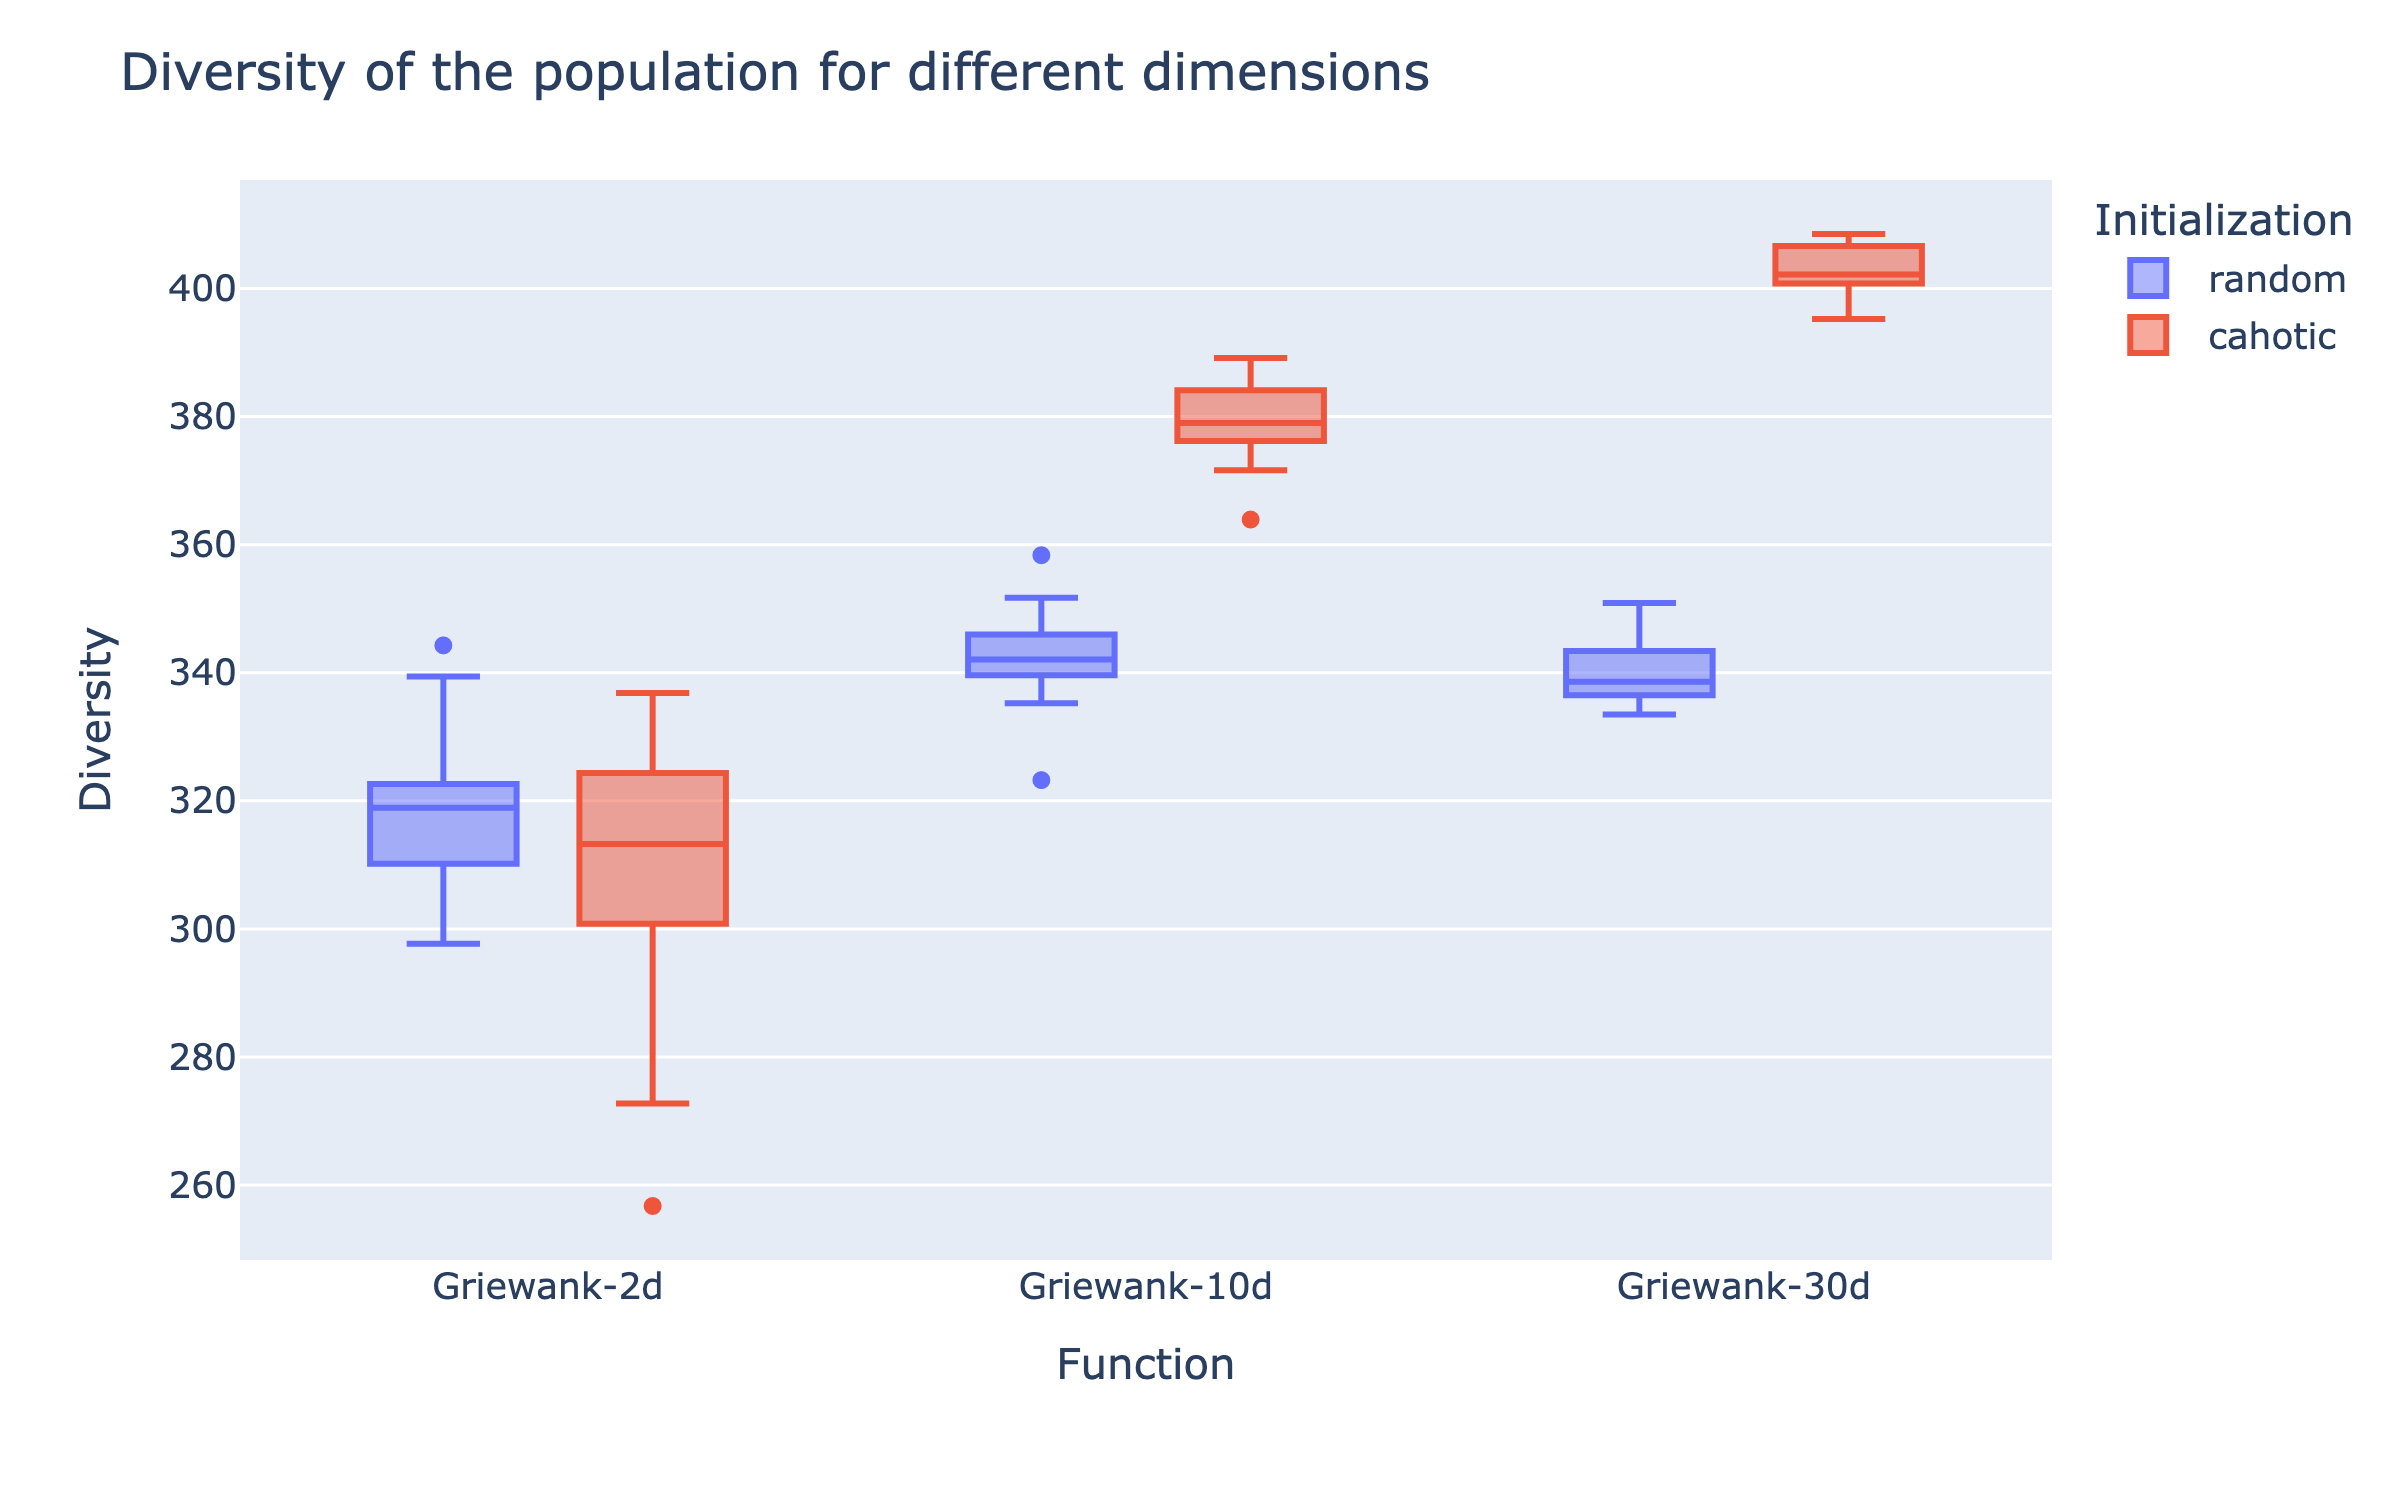 Diversity of the population for different dimensions
Initialization
random
cahotic
Diversity
400
380
360
340
320
300
280
260
Griewank-2d
Griewank-10d
Griewank-30d
Function